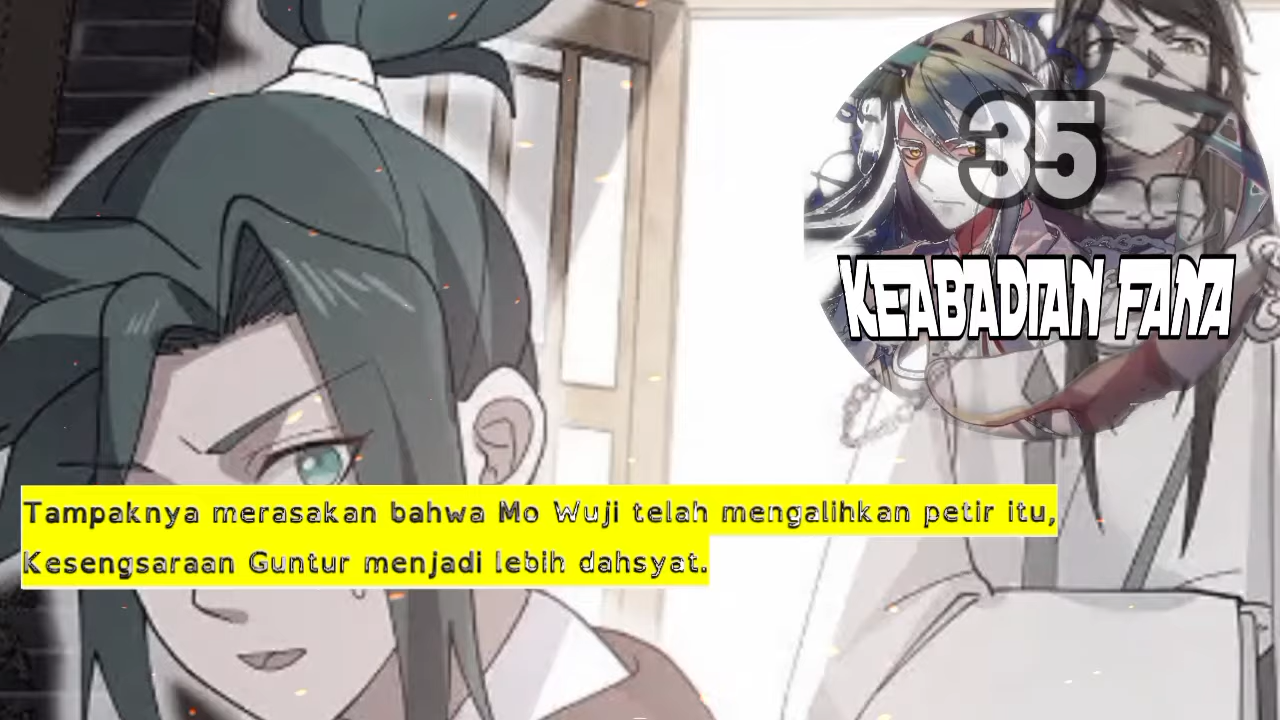 35
KEABADIAN FANA
Tampaknya merasakan bahwa Mo Wuji telah mengalihkan petir itu,
Kesengsaraan Guntur menjadi lebih dahsyat.